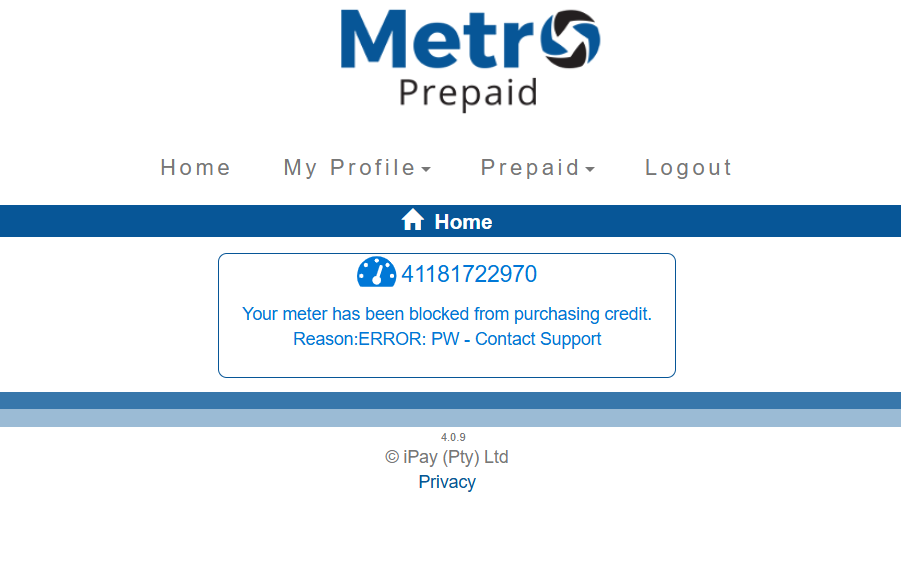 Metro
Prepaid
Home My Profile Prepaid Logout
Home
41181722970
Your meter has been blocked from purchasing credit.
Reason:ERROR: PW - Contact Support
4.0.9
© iPay (Pty) Ltd
Privacy